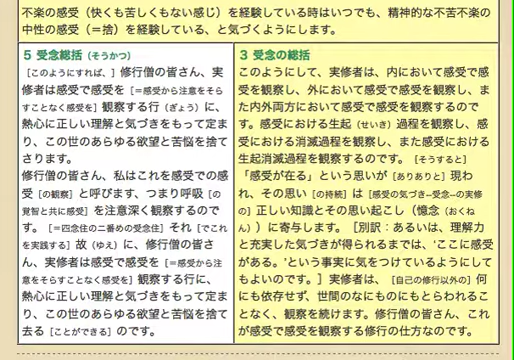 不楽の感受（快くも苦しくもない感じ）を経験している時はいつでも、精神的な不苦不楽の
中性の感受（＝捨）を経験している、と気づくようにします。
5 受念総括（そうかつ）
［このようにすれば、］修行僧の皆さん、実
修者は感受で感受を［＝感受から注意をそら
すことなく感受を］観察する行（ぎょう）に、
熱心に正しい理解と気づきをもって定ま
り、この世のあらゆる欲望と苦悩を捨て
さります。
修行僧の皆さん、私はこれを感受での感
受［の観察］と呼びます、つまり呼吸［の
覚智と共に感受］を注意深く観察するので
す。［＝四念住の二番めの受念住］それ［でこれ
を実践する］故（ゆえ）に、修行僧の皆さ
ん、実修者は感受で感受を［＝感受から注
意をそらすことなく感受を］観察する行に、
熱心に正しい理解と気づきをもって定ま
り、この世のあらゆる欲望と苦悩を捨て
去る［ことができる］のです。
3 受念の総括
このようにして、実修者は、内において感受で感
受を観察し、外において感受で感受を観察し、ま
た内外両方において感受で感受を観察するので
す。感受における生起（せいき）過程を観察し、感
受における消滅過程を観察し、また感受における
生起消滅過程を観察するのです。［そうすると］
「感受が在る」という思いが［ありありと］現わ
れ、その思い［の持続］は［感受の気づき―受念―の実修
の］正しい知識とその思い起こし（憶念（おくね
ん））に寄与します。［別訳：あるいは、理解力
と充実した気づきが得られるまでは、'ここに感受
がある。'という事実に気をつけているようにして
もよいのです。］実修者は、［自己の修行以外の］何
にも依存せず、世間のなにものにもとらわれるこ
となく、観察を続けます。修行僧の皆さん、これ
が感受で感受を観察する修行の仕方なのです。